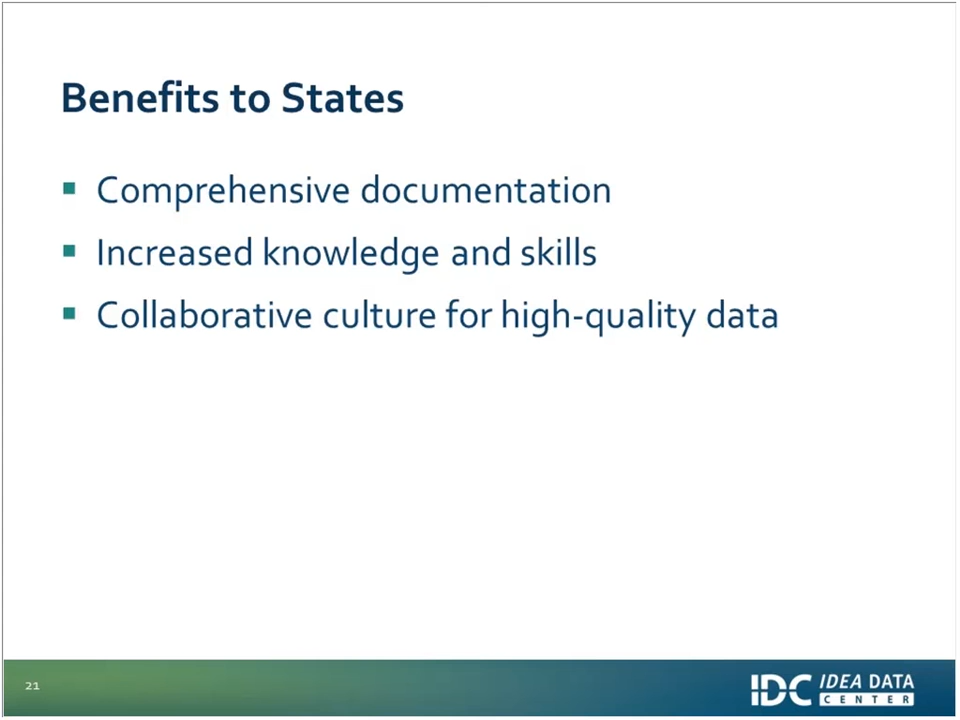 Benefits to States
▪ Comprehensive documentation
▪ Increased knowledge and skills
▪ Collaborative culture for high-quality data
21
IDC IDEA DATA
CENTER